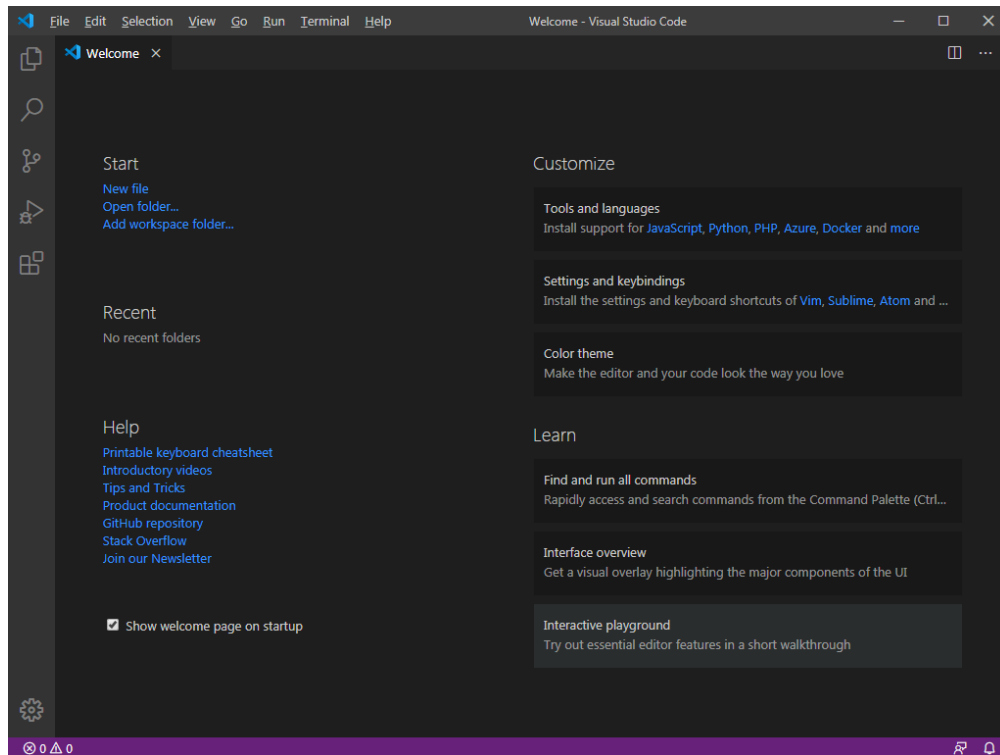 File Edit Selection View Go Run Terminal Help Welcome - Visual Studio Code
Welcome
Start
New file
Open folder...
Add workspace folder...
Recent
No recent folders
Help
Printable keyboard cheatsheet
Introductory videos
Tips and Tricks
Product documentation
GitHub repository
Stack Overflow
Join our Newsletter
Show welcome page on startup
Customize
Tools and languages
Install support for JavaScript, Python, PHP, Azure, Docker and more
Settings and keybindings
Install the settings and keyboard shortcuts of Vim, Sublime, Atom and ...
Color theme
Make the editor and your code look the way you love
Learn
Find and run all commands
Rapidly access and search commands from the Command Palette (Ctrl...
Interface overview
Get a visual overlay highlighting the major components of the UI
Interactive playground
Try out essential editor features in a short walkthrough
0 0